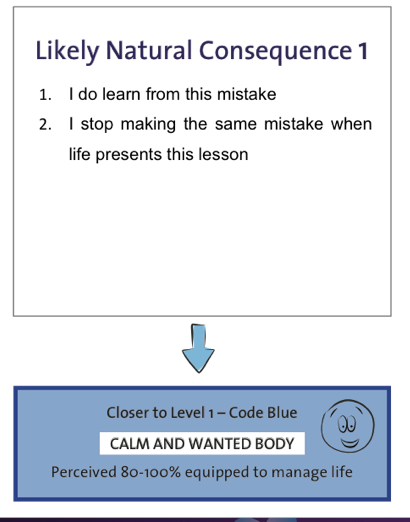 Likely Natural Consequence 1
1. I do learn from this mistake
2. I stop making the same mistake when
life presents this lesson
Closer to Level 1 – Code Blue
CALM AND WANTED BODY
Perceived 80-100% equipped to manage life